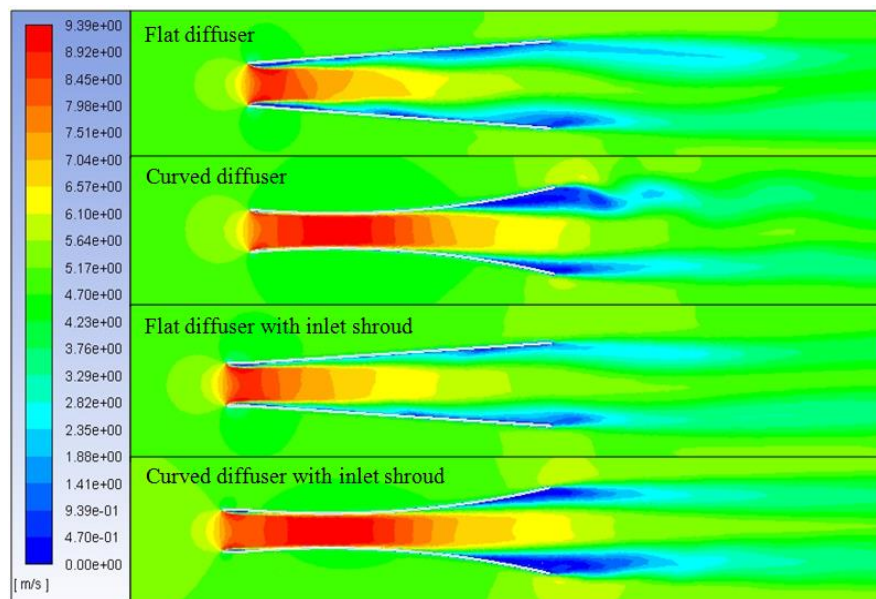 9.39e+00
8.92e+00
8.45e+00
7.98e+00
7.51e+00
7.04e+00
6.57e+00
6.10e+00
5.64e+00
5.17e+00
4.70e+00
4.23e+00
3.76e+00
3.29e+00
2.82e+00
2.35e+00
1.88e+00
1.41e+00
9.39e-01
4.70e-01
0.00e+00
[ m/s ]
Flat diffuser
Curved diffuser
Flat diffuser with inlet shroud
Curved diffuser with inlet shroud